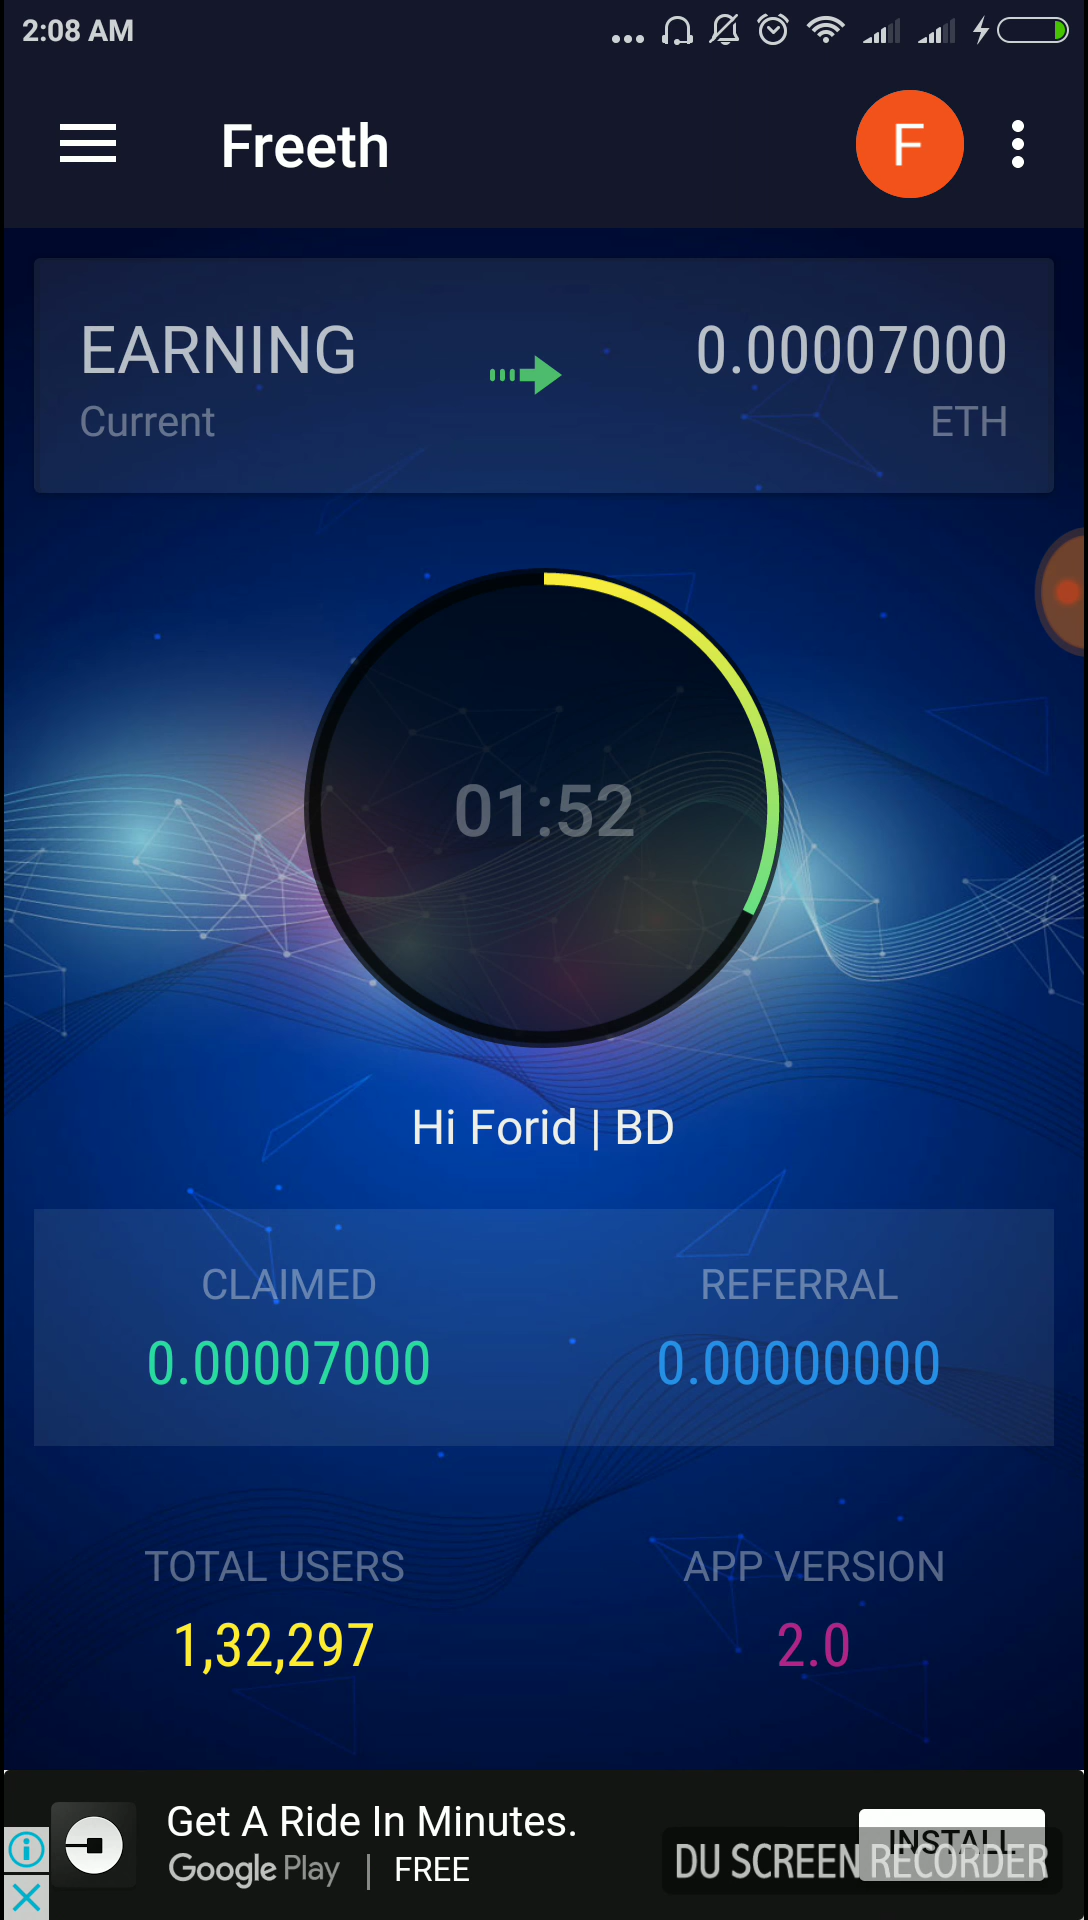 2:08 AM
Freeth
F
EARNING
0.00007000
Current
ETH
01:52
Hi Forid | BD
CLAIMED
REFERRAL
0.00007000
0.00000000
TOTAL USERS
APP VERSION
1,32,297
2.0
Get A Ride In Minutes.
Google Play | FREE
INSTALL
DU SCREEN RECORDER